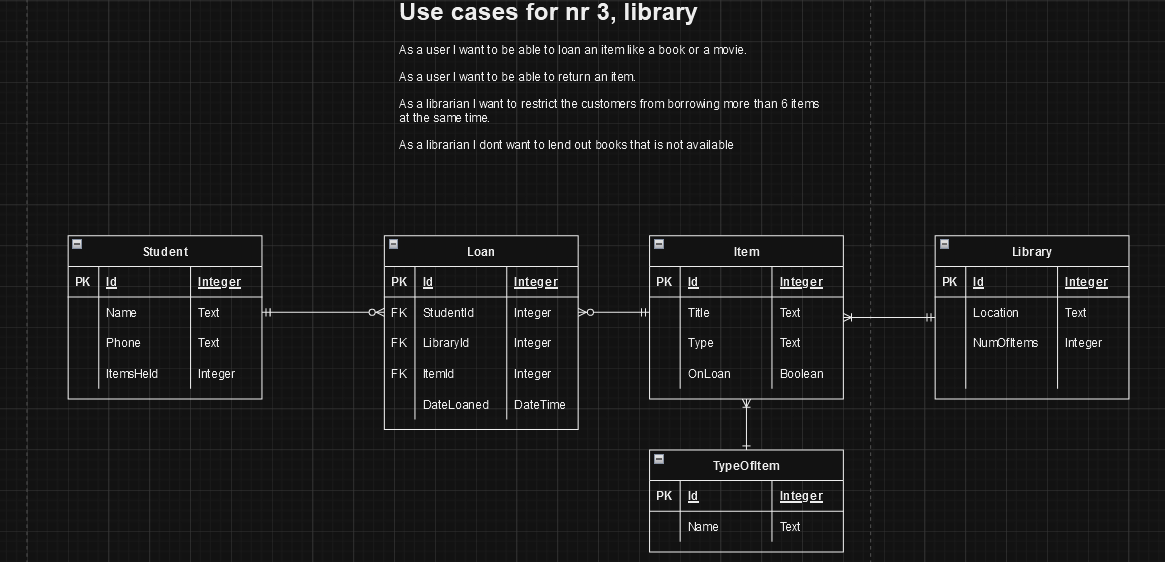 Use cases for nr 3, library
As a user I want to be able to loan an item like a book or a movie.
As a user I want to be able to return an item.
As a librarian I want to restrict the customers from borrowing more than 6 items
at the same time.
As a librarian I dont want to lend out books that is not available
Student
PK Id Integer
Name Text
Phone Text
ItemsHeld Integer
Loan
PK Id Integer
FK StudentId Integer
FK LibraryId Integer
FK ItemId Integer
DateLoaned DateTime
Item
PK Id Integer
Title Text
Type Text
OnLoan Boolean
Library
PK Id Integer
Location Text
NumOfItems Integer
TypeOfItem
PK Id Integer
Name Text